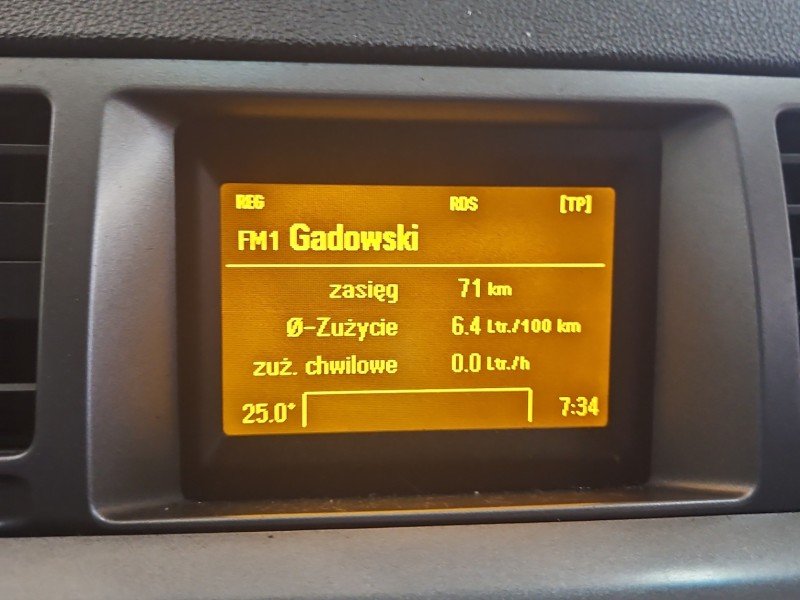 REG RDS [TP]
FM1 Gadowski
zasięg 71 km
Ø-Zużycie 6.4 Ltr./100 km
zuż. chwilowe 0.0 Ltr./h
25.0° 7:34